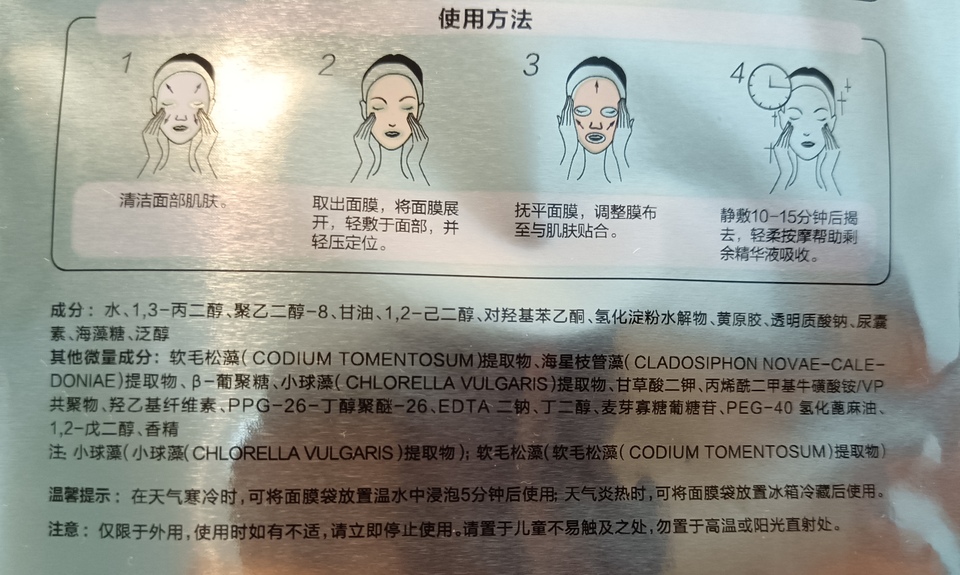 使用方法
1
2
3
4
清洁面部肌肤。
取出面膜，将面膜展
开，轻敷于面部，并
轻压定位。
抚平面膜，调整膜布
至与肌肤贴合。
静敷10-15分钟后揭
去，轻柔按摩帮助剩
余精华液吸收。
成分：水、1,3-丙二醇、聚乙二醇-8、甘油、1,2-己二醇、对羟基苯乙酮、氢化淀粉水解物、黄原胶、透明质酸钠、尿囊
素、海藻糖、泛醇
其他微量成分：软毛松藻(CODIUM TOMENTOSUM)提取物、海星枝管藻(CLADOSIPHON NOVAE-CALE-
DONIAE)提取物、β-葡聚糖、小球藻(CHLORELLA VULGARIS)提取物、甘草酸二钾、丙烯酰二甲基牛磺酸铵/VP
共聚物、羟乙基纤维素、PPG-26-丁醇聚醚-26、EDTA 二钠、丁二醇、麦芽寡糖葡糖苷、PEG-40 氢化蓖麻油、
1,2-戊二醇、香精
注: 小球藻(小球藻(CHLORELLA VULGARIS)提取物)；软毛松藻(软毛松藻(CODIUM TOMENTOSUM)提取物)
温馨提示：在天气寒冷时,可将面膜袋放置温水中浸泡5分钟后使用; 天气炎热时,可将面膜袋放置冰箱冷藏后使用。
注意：仅限于外用,使用时如有不适,请立即停止使用。请置于儿童不易触及之处,勿置于高温或阳光直射处。